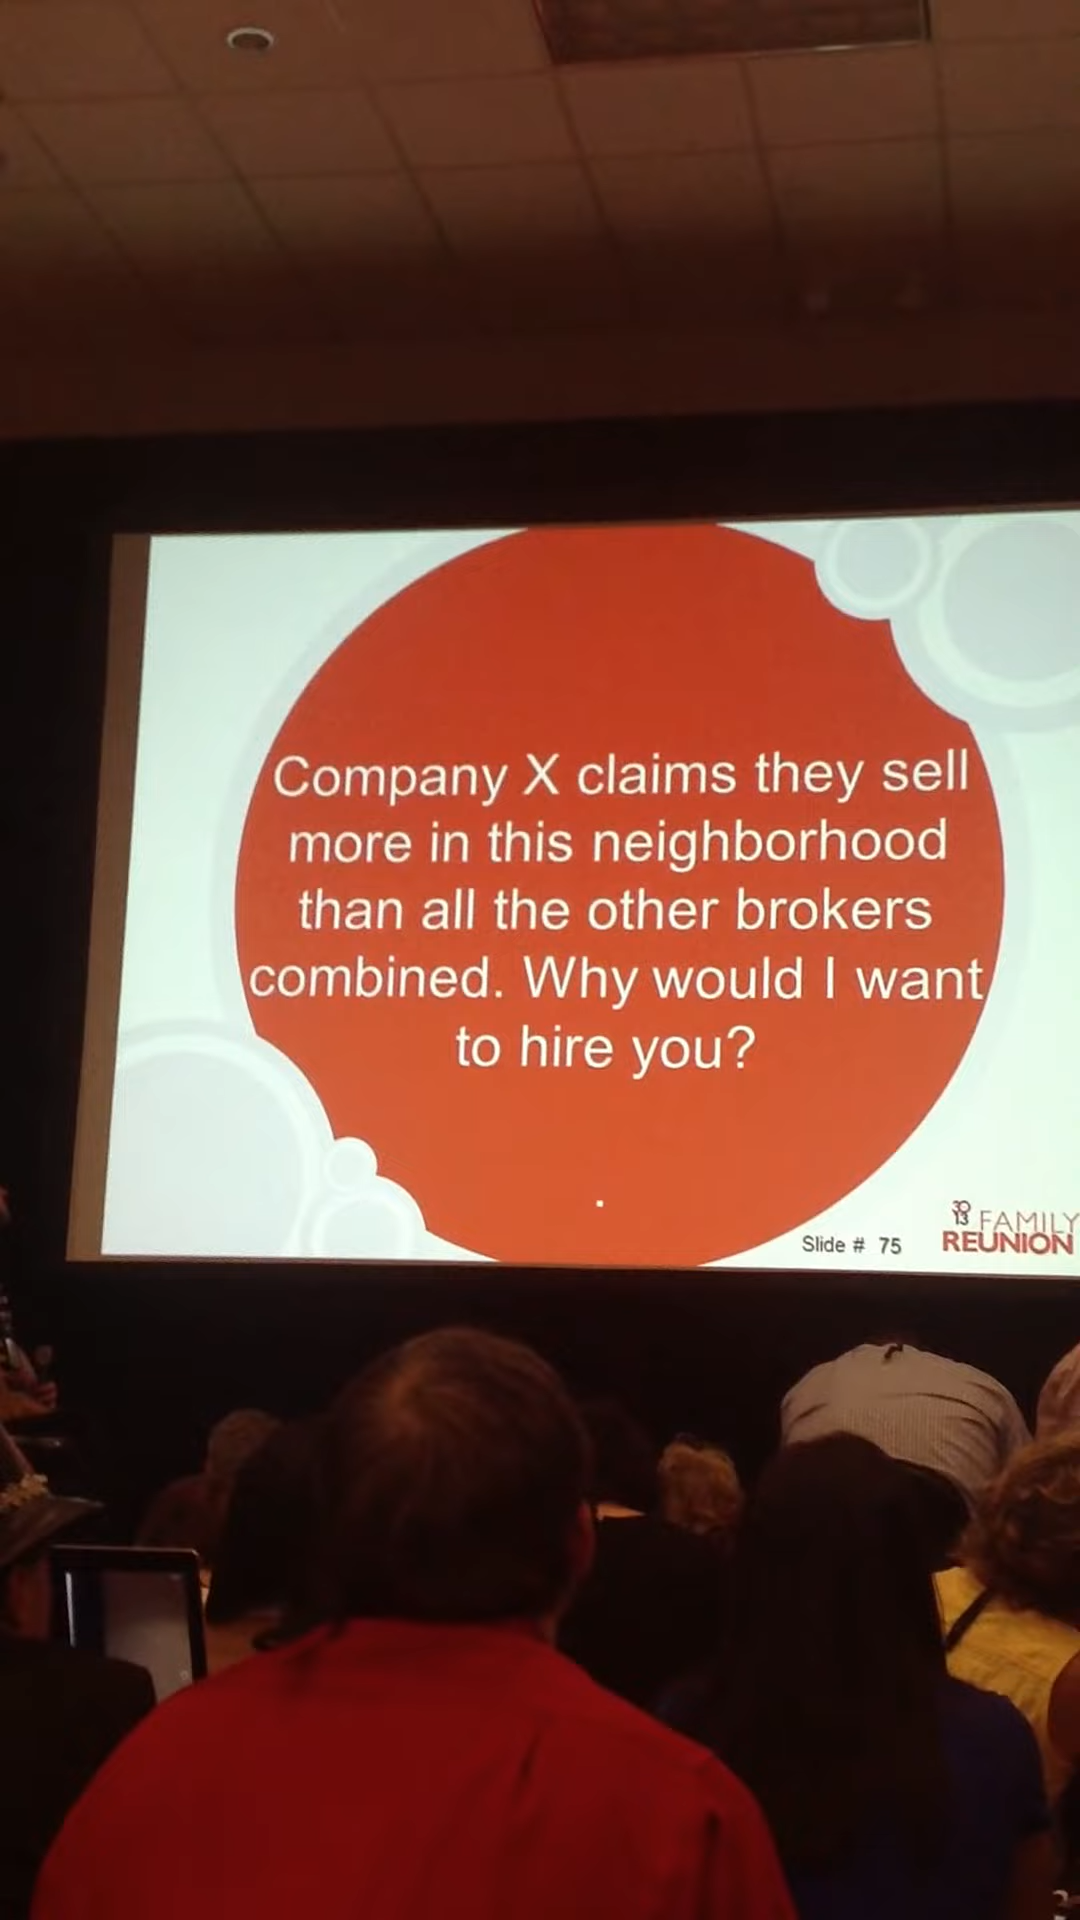 Company X claims they sell
more in this neighborhood
than all the other brokers
combined. Why would I want
to hire you?
.
Slide # 75
FAMILY
REUNION